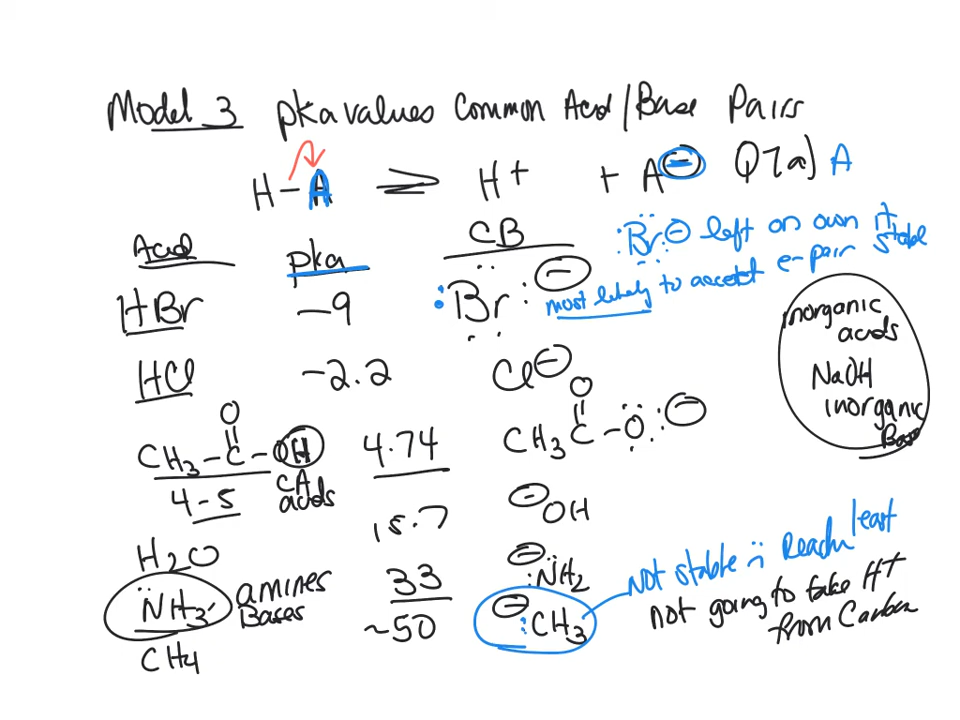 Model 3 pka values Common Acid/Base Pairs
H-A ⇌ H+ + A⊖ Q7a) A
Acid pka CB
:Br:⊖ left on own it stable
most likely to accept e- pair
HBr -9 :Br:⊖
HCl -2.2 Cl⊖
O O
CH3-C-OH 4.74 CH3C-O:⊖
4-5 CA acids
H2O 15.7 ⊖OH
NH3 amines Bases 33 ⊖:NH2
CH4 ~50 ⊖:CH3
inorganic
acids
NaOH
inorganic
Base
Not stable least
not going to take H+
from Carbon